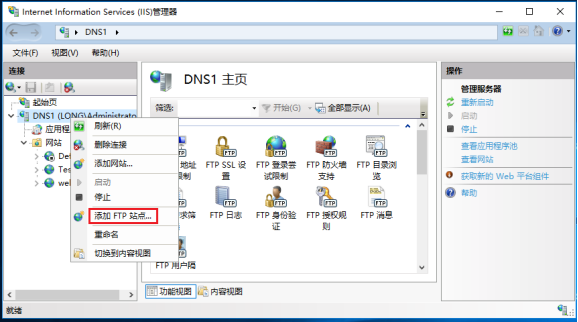 Internet Information Services (IIS)管理器
DNS1
文件(F) 视图(V) 帮助(H)
连接
起始页
DNS1 (LONG\Administrato
应用程
网站
De
Tes
web
刷新(R)
删除连接
添加网站...
启动
停止
添加 FTP 站点...
重命名
切换到内容视图
DNS1 主页
筛选:
开始(G)
全部显示(A)
FTP SSL 设置
FTP 登录尝试限制
FTP 防火墙支持
FTP 目录浏览
FTP 日志
FTP 身份验证
FTP 授权规则
FTP 消息
FTP 用户隔
功能视图 内容视图
操作
管理服务器
重新启动
启动
停止
查看应用程序池
查看网站
获取新的 Web 平台组件
帮助
就绪